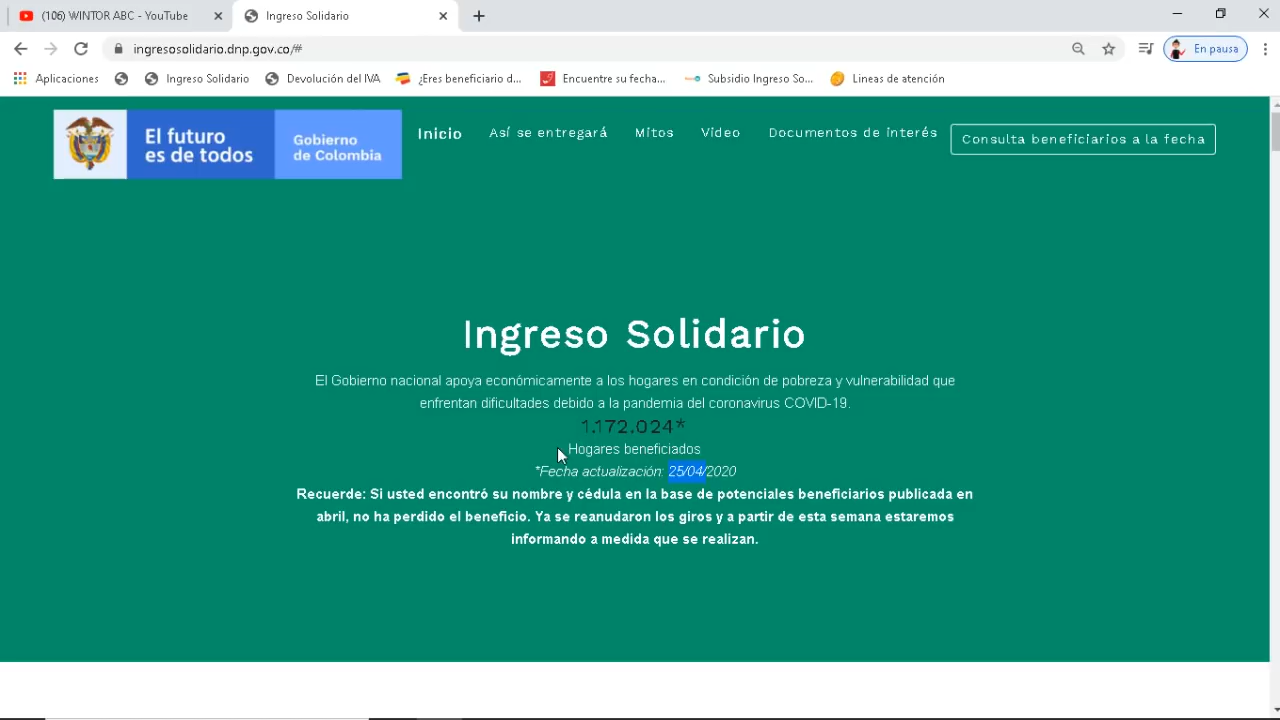 (106) WINTOR ABC - YouTube
Ingreso Solidario
ingresosolidario.dnp.gov.co/#
En pausa
Aplicaciones
Ingreso Solidario
Devolución del IVA
¿Eres beneficiario d...
Encuentre su fecha...
Subsidio Ingreso So...
Lineas de atención
El futuro
es de todos
Gobierno
de Colombia
Inicio
Así se entregará
Mitos
Video
Documentos de interés
Consulta beneficiarios a la fecha
Ingreso Solidario
El Gobierno nacional apoya económicamente a los hogares en condición de pobreza y vulnerabilidad que
enfrentan dificultades debido a la pandemia del coronavirus COVID-19.
1.172.024*
Hogares beneficiados
*Fecha actualización: 25/04/2020
Recuerde: Si usted encontró su nombre y cédula en la base de potenciales beneficiarios publicada en
abril, no ha perdido el beneficio. Ya se reanudaron los giros y a partir de esta semana estaremos
informando a medida que se realizan.